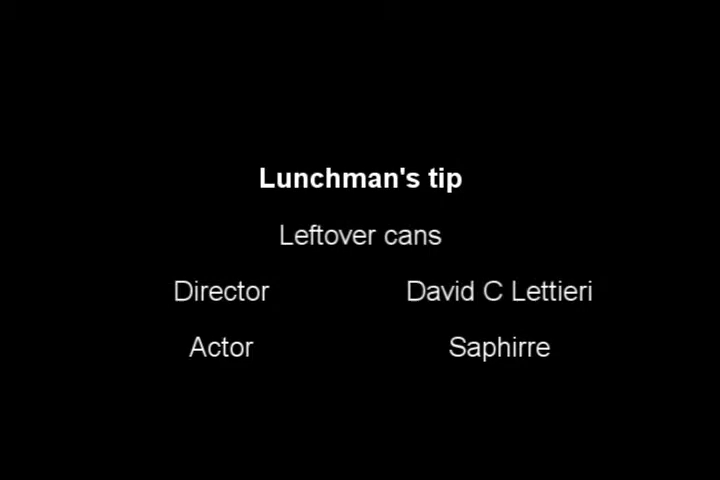 Lunchman's tip
Leftover cans
Director David C Lettieri
Actor Saphirre